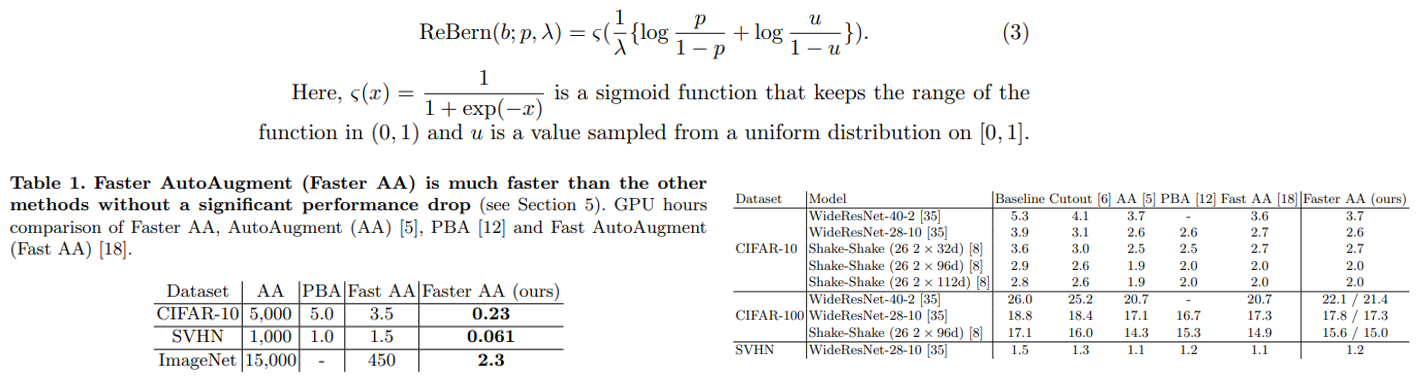 ReBern(b; p, λ) = ς(1/λ{log p/(1 − p) + log u/(1 − u)}). (3)
Here, ς(x) = 1/(1 + exp(−x)) is a sigmoid function that keeps the range of the
function in (0, 1) and u is a value sampled from a uniform distribution on [0, 1].
Table 1. Faster AutoAugment (Faster AA) is much faster than the other
methods without a significant performance drop (see Section 5). GPU hours
comparison of Faster AA, AutoAugment (AA) [5], PBA [12] and Fast AutoAugment
(Fast AA) [18].
Dataset AA PBA Fast AA Faster AA (ours)
CIFAR-10 5,000 5.0 3.5 0.23
SVHN 1,000 1.0 1.5 0.061
ImageNet 15,000 - 450 2.3
Dataset Model Baseline Cutout [6] AA [5] PBA [12] Fast AA [18] Faster AA (ours)
WideResNet-40-2 [35] 5.3 4.1 3.7 - 3.6 3.7
WideResNet-28-10 [35] 3.9 3.1 2.6 2.6 2.7 2.6
CIFAR-10 Shake-Shake (26 2 × 32d) [8] 3.6 3.0 2.5 2.5 2.7 2.7
Shake-Shake (26 2 × 96d) [8] 2.9 2.6 1.9 2.0 2.0 2.0
Shake-Shake (26 2 × 112d) [8] 2.8 2.6 1.9 2.0 2.0 2.0
WideResNet-40-2 [35] 26.0 25.2 20.7 - 20.7 22.1 / 21.4
CIFAR-100 WideResNet-28-10 [35] 18.8 18.4 17.1 16.7 17.3 17.8 / 17.3
Shake-Shake (26 2 × 96d) [8] 17.1 16.0 14.3 15.3 14.9 15.6 / 15.0
SVHN WideResNet-28-10 [35] 1.5 1.3 1.1 1.2 1.1 1.2